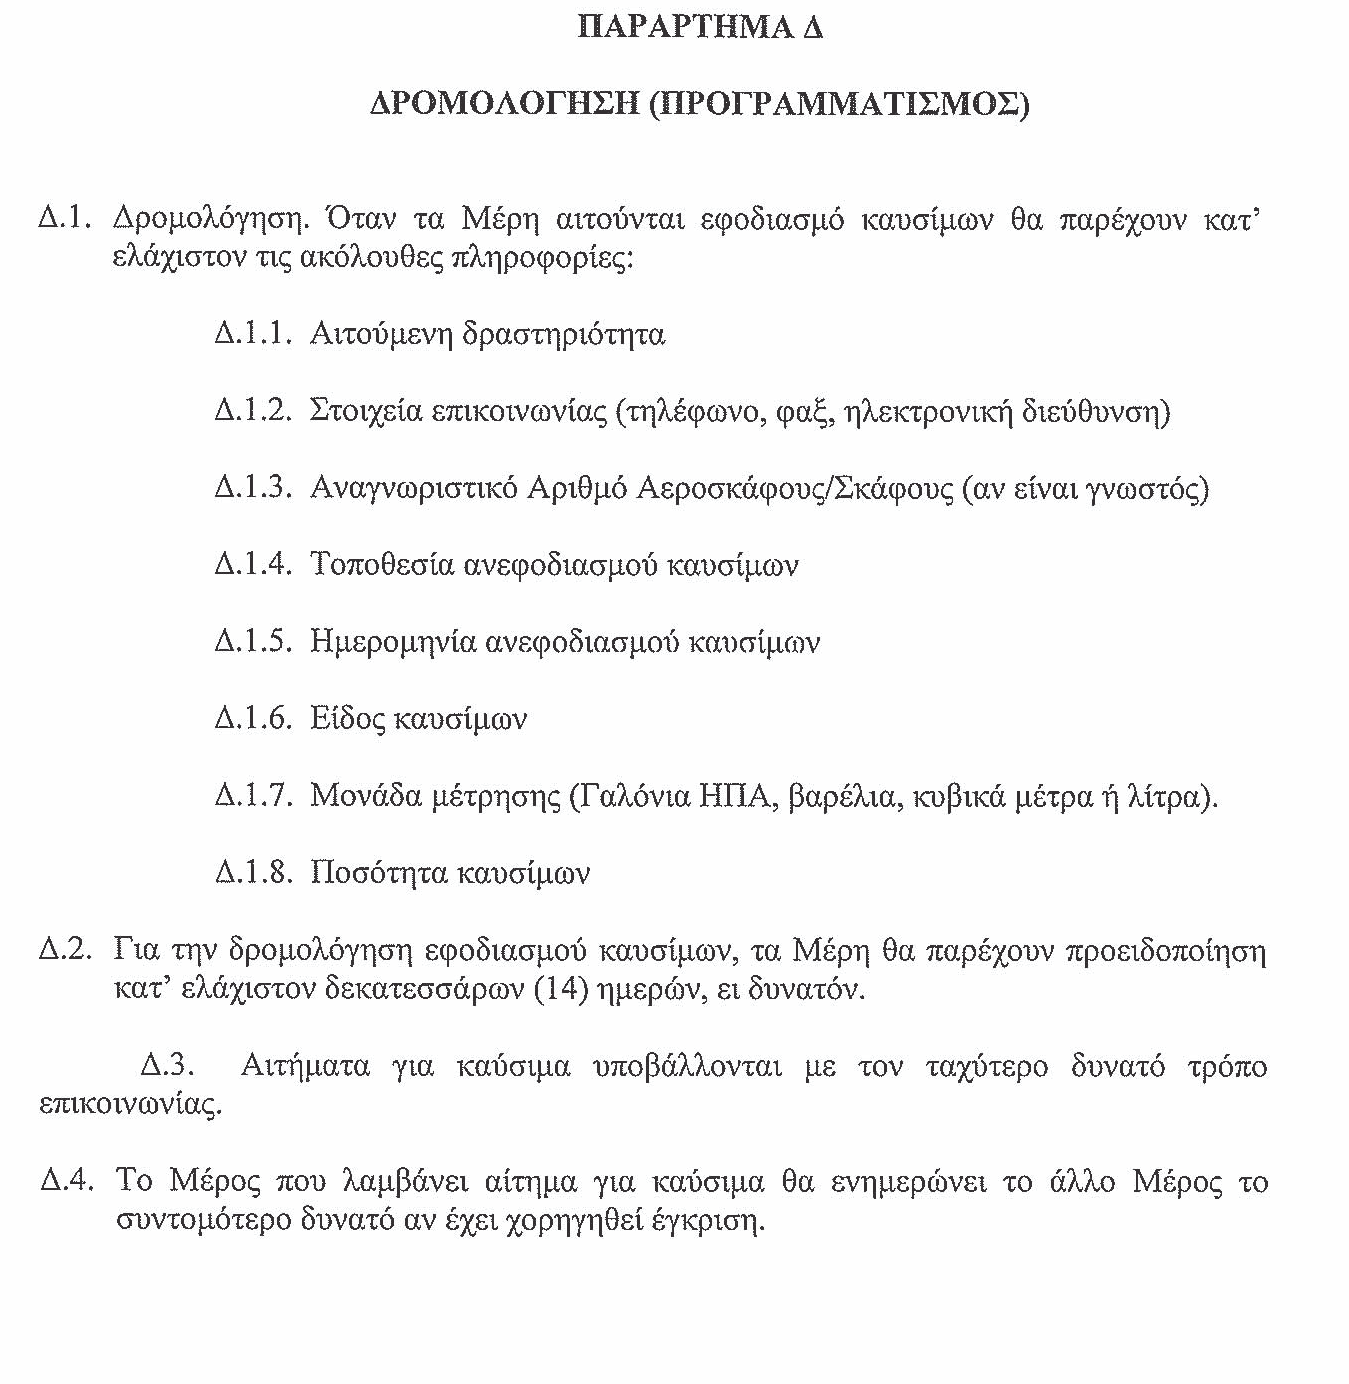 ΠΑΡΑΡΤΗΜΑ Δ
ΔΡΟΜΟΛΟΓΗΣΗ (ΠΡΟΓΡΑΜΜΑΤΙΣΜΟΣ)
Δ.1. Δρομολόγηση. Όταν τα Μέρη αιτούνται εφοδιασμό καυσίμων θα παρέχουν κατ’
ελάχιστον τις ακόλουθες πληροφορίες:
Δ.1.1. Αιτούμενη δραστηριότητα
Δ.1.2. Στοιχεία επικοινωνίας (τηλέφωνο, φαξ, ηλεκτρονική διεύθυνση)
Δ.1.3. Αναγνωριστικό Αριθμό Αεροσκάφους/Σκάφους (αν είναι γνωστός)
Δ.1.4. Τοποθεσία ανεφοδιασμού καυσίμων
Δ.1.5. Ημερομηνία ανεφοδιασμού καυσίμων
Δ.1.6. Είδος καυσίμων
Δ.1.7. Μονάδα μέτρησης (Γαλόνια ΗΠΑ, βαρέλια, κυβικά μέτρα ή λίτρα).
Δ.1.8. Ποσότητα καυσίμων
Δ.2. Για την δρομολόγηση εφοδιασμού καυσίμων, τα Μέρη θα παρέχουν προειδοποίηση
κατ’ ελάχιστον δεκατεσσάρων (14) ημερών, ει δυνατόν.
Δ.3. Αιτήματα για καύσιμα υποβάλλονται με τον ταχύτερο δυνατό τρόπο
επικοινωνίας.
Δ.4. Το Μέρος που λαμβάνει αίτημα για καύσιμα θα ενημερώνει το άλλο Μέρος το
συντομότερο δυνατό αν έχει χορηγηθεί έγκριση.